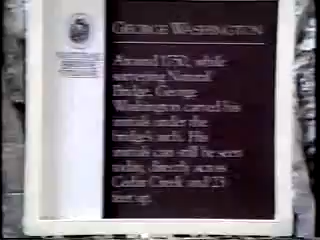 GEORGE WASHINGTON
Around 1750, while
surveying Natural
Bridge, George
Washington carved his
initials under the
bridge's arch. His
initials can still be seen
today, directly across
Cedar Creek and 23
feet up.